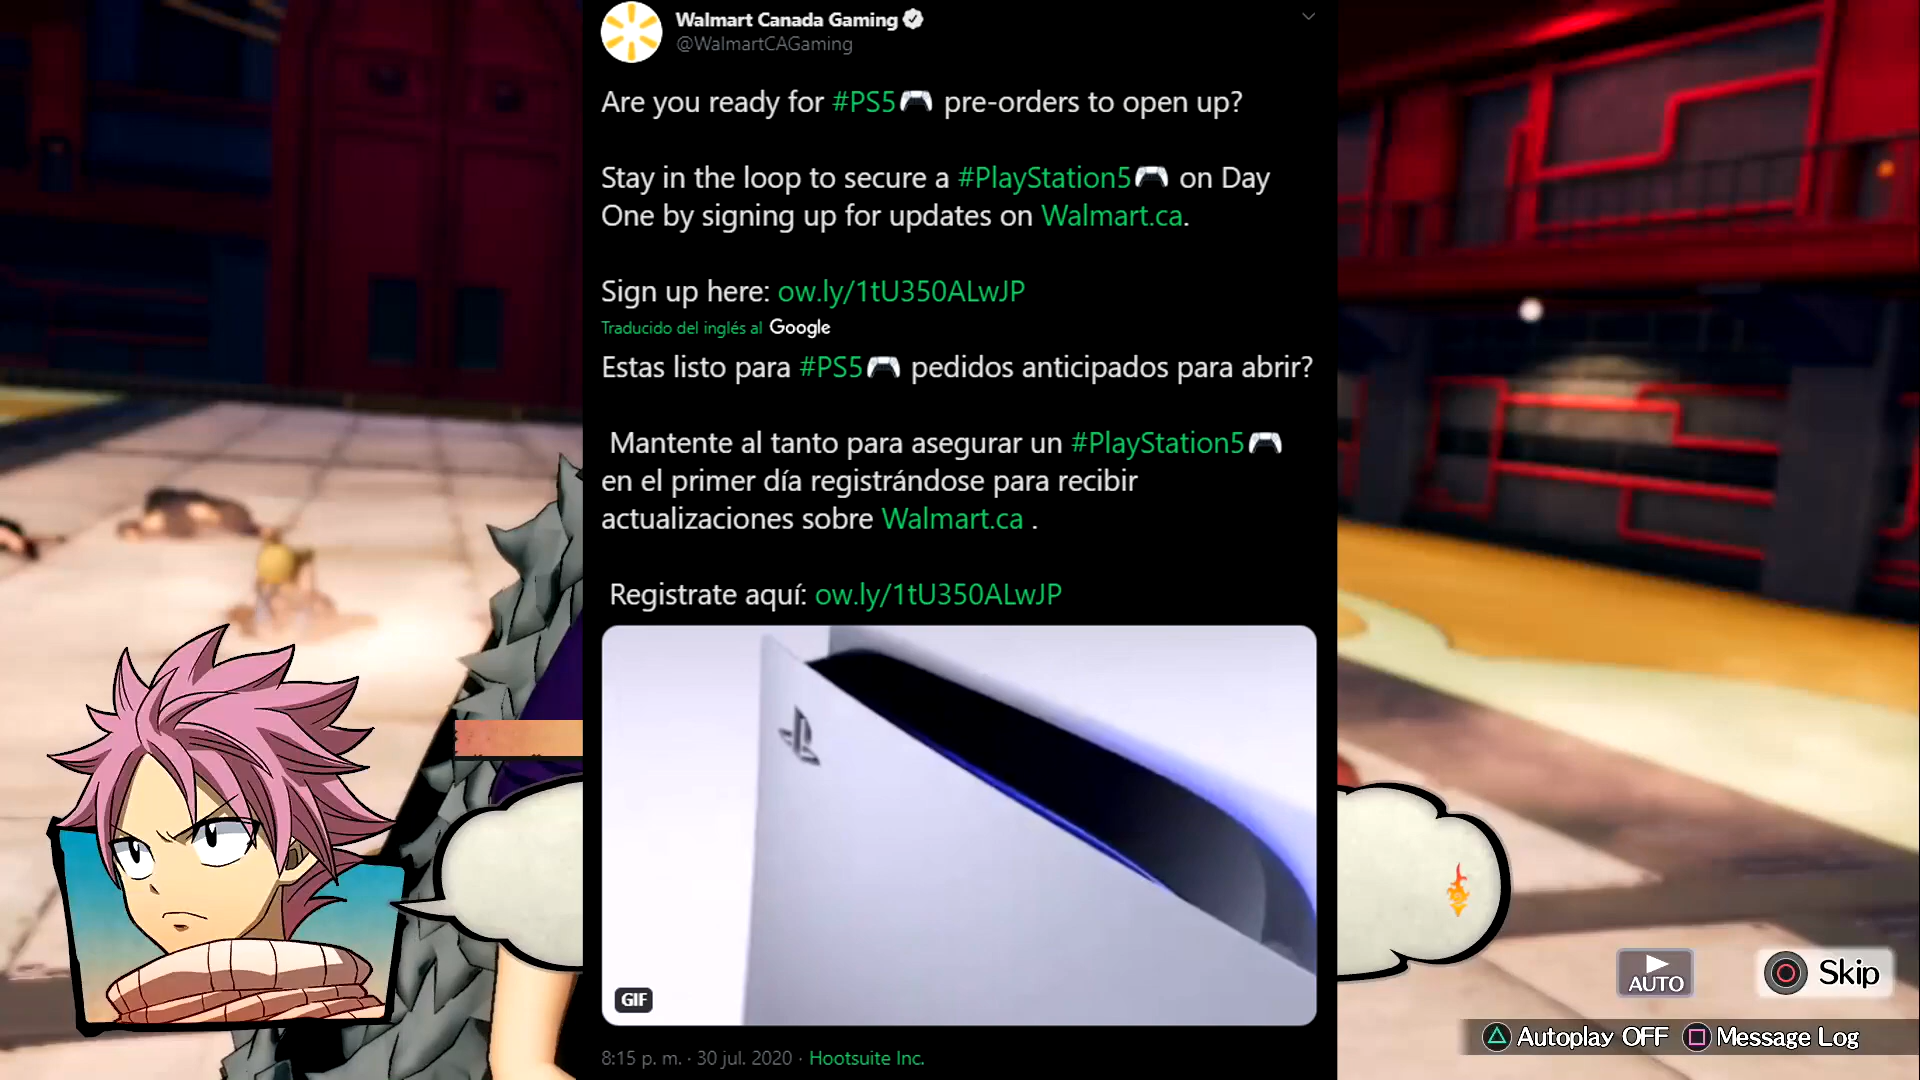 Walmart Canada Gaming
@WalmartCAGaming
Are you ready for #PS5🎮 pre-orders to open up?
Stay in the loop to secure a #PlayStation5🎮 on Day
One by signing up for updates on Walmart.ca.
Sign up here: ow.ly/1tU350ALwJP
Traducido del inglés al Google
Estas listo para #PS5🎮 pedidos anticipados para abrir?
Mantente al tanto para asegurar un #PlayStation5🎮
en el primer día registrándose para recibir
actualizaciones sobre Walmart.ca .
Registrate aquí: ow.ly/1tU350ALwJP
GIF
8:15 p. m. · 30 jul. 2020 · Hootsuite Inc.
AUTO
Skip
Autoplay OFF Message Log